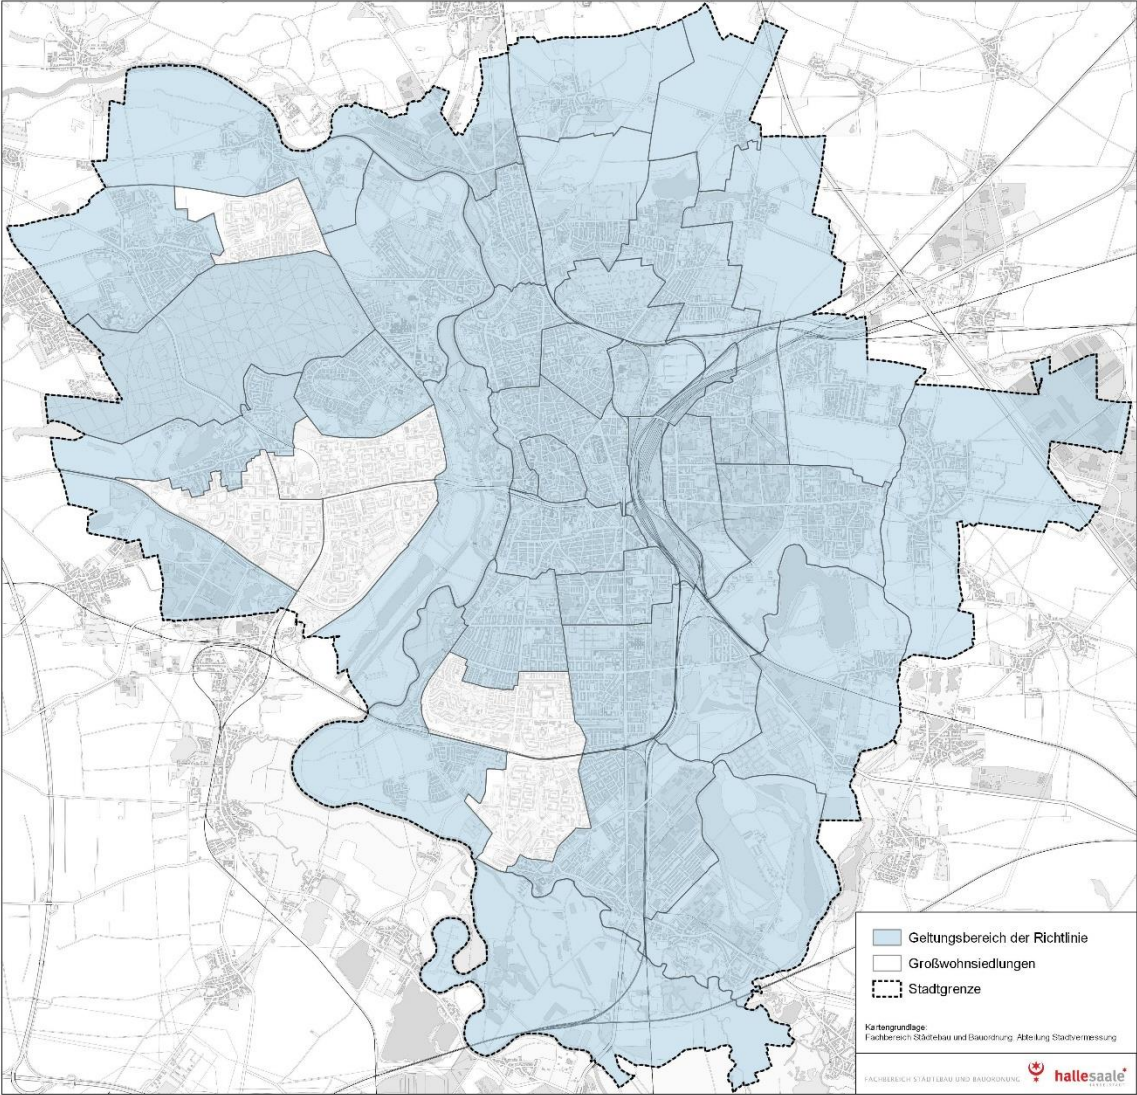 Geltungsbereich der Richtlinie
Großwohnsiedlungen
Stadtgrenze
Kartengrundlage:
Fachbereich Städtebau und Bauordnung, Abteilung Stadtvermessung
FACHBEREICH STÄDTEBAU UND BAUORDNUNG
hallesaale